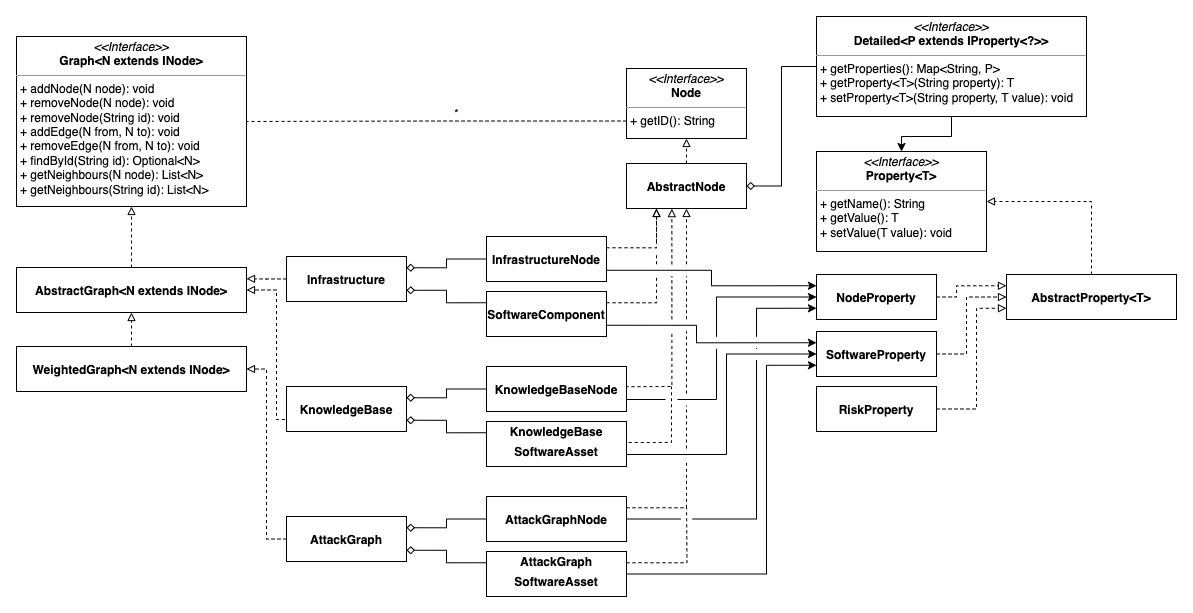 <<Interface>>
Graph<N extends INode>
+ addNode(N node): void
+ removeNode(N node): void
+ removeNode(String id): void
+ addEdge(N from, N to): void
+ removeEdge(N from, N to): void
+ findById(String id): Optional<N>
+ getNeighbours(N node): List<N>
+ getNeighbours(String id): List<N>
*
<<Interface>>
Node
+ getID(): String
<<Interface>>
Detailed<P extends IProperty<?>>
+ getProperties(): Map<String, P>
+ getProperty<T>(String property): T
+ setProperty<T>(String property, T value): void
<<Interface>>
Property<T>
+ getName(): String
+ getValue(): T
+ setValue(T value): void
AbstractNode
AbstractGraph<N extends INode>
WeightedGraph<N extends INode>
Infrastructure
KnowledgeBase
AttackGraph
InfrastructureNode
SoftwareComponent
KnowledgeBaseNode
KnowledgeBase
SoftwareAsset
AttackGraphNode
AttackGraph
SoftwareAsset
NodeProperty
SoftwareProperty
RiskProperty
AbstractProperty<T>